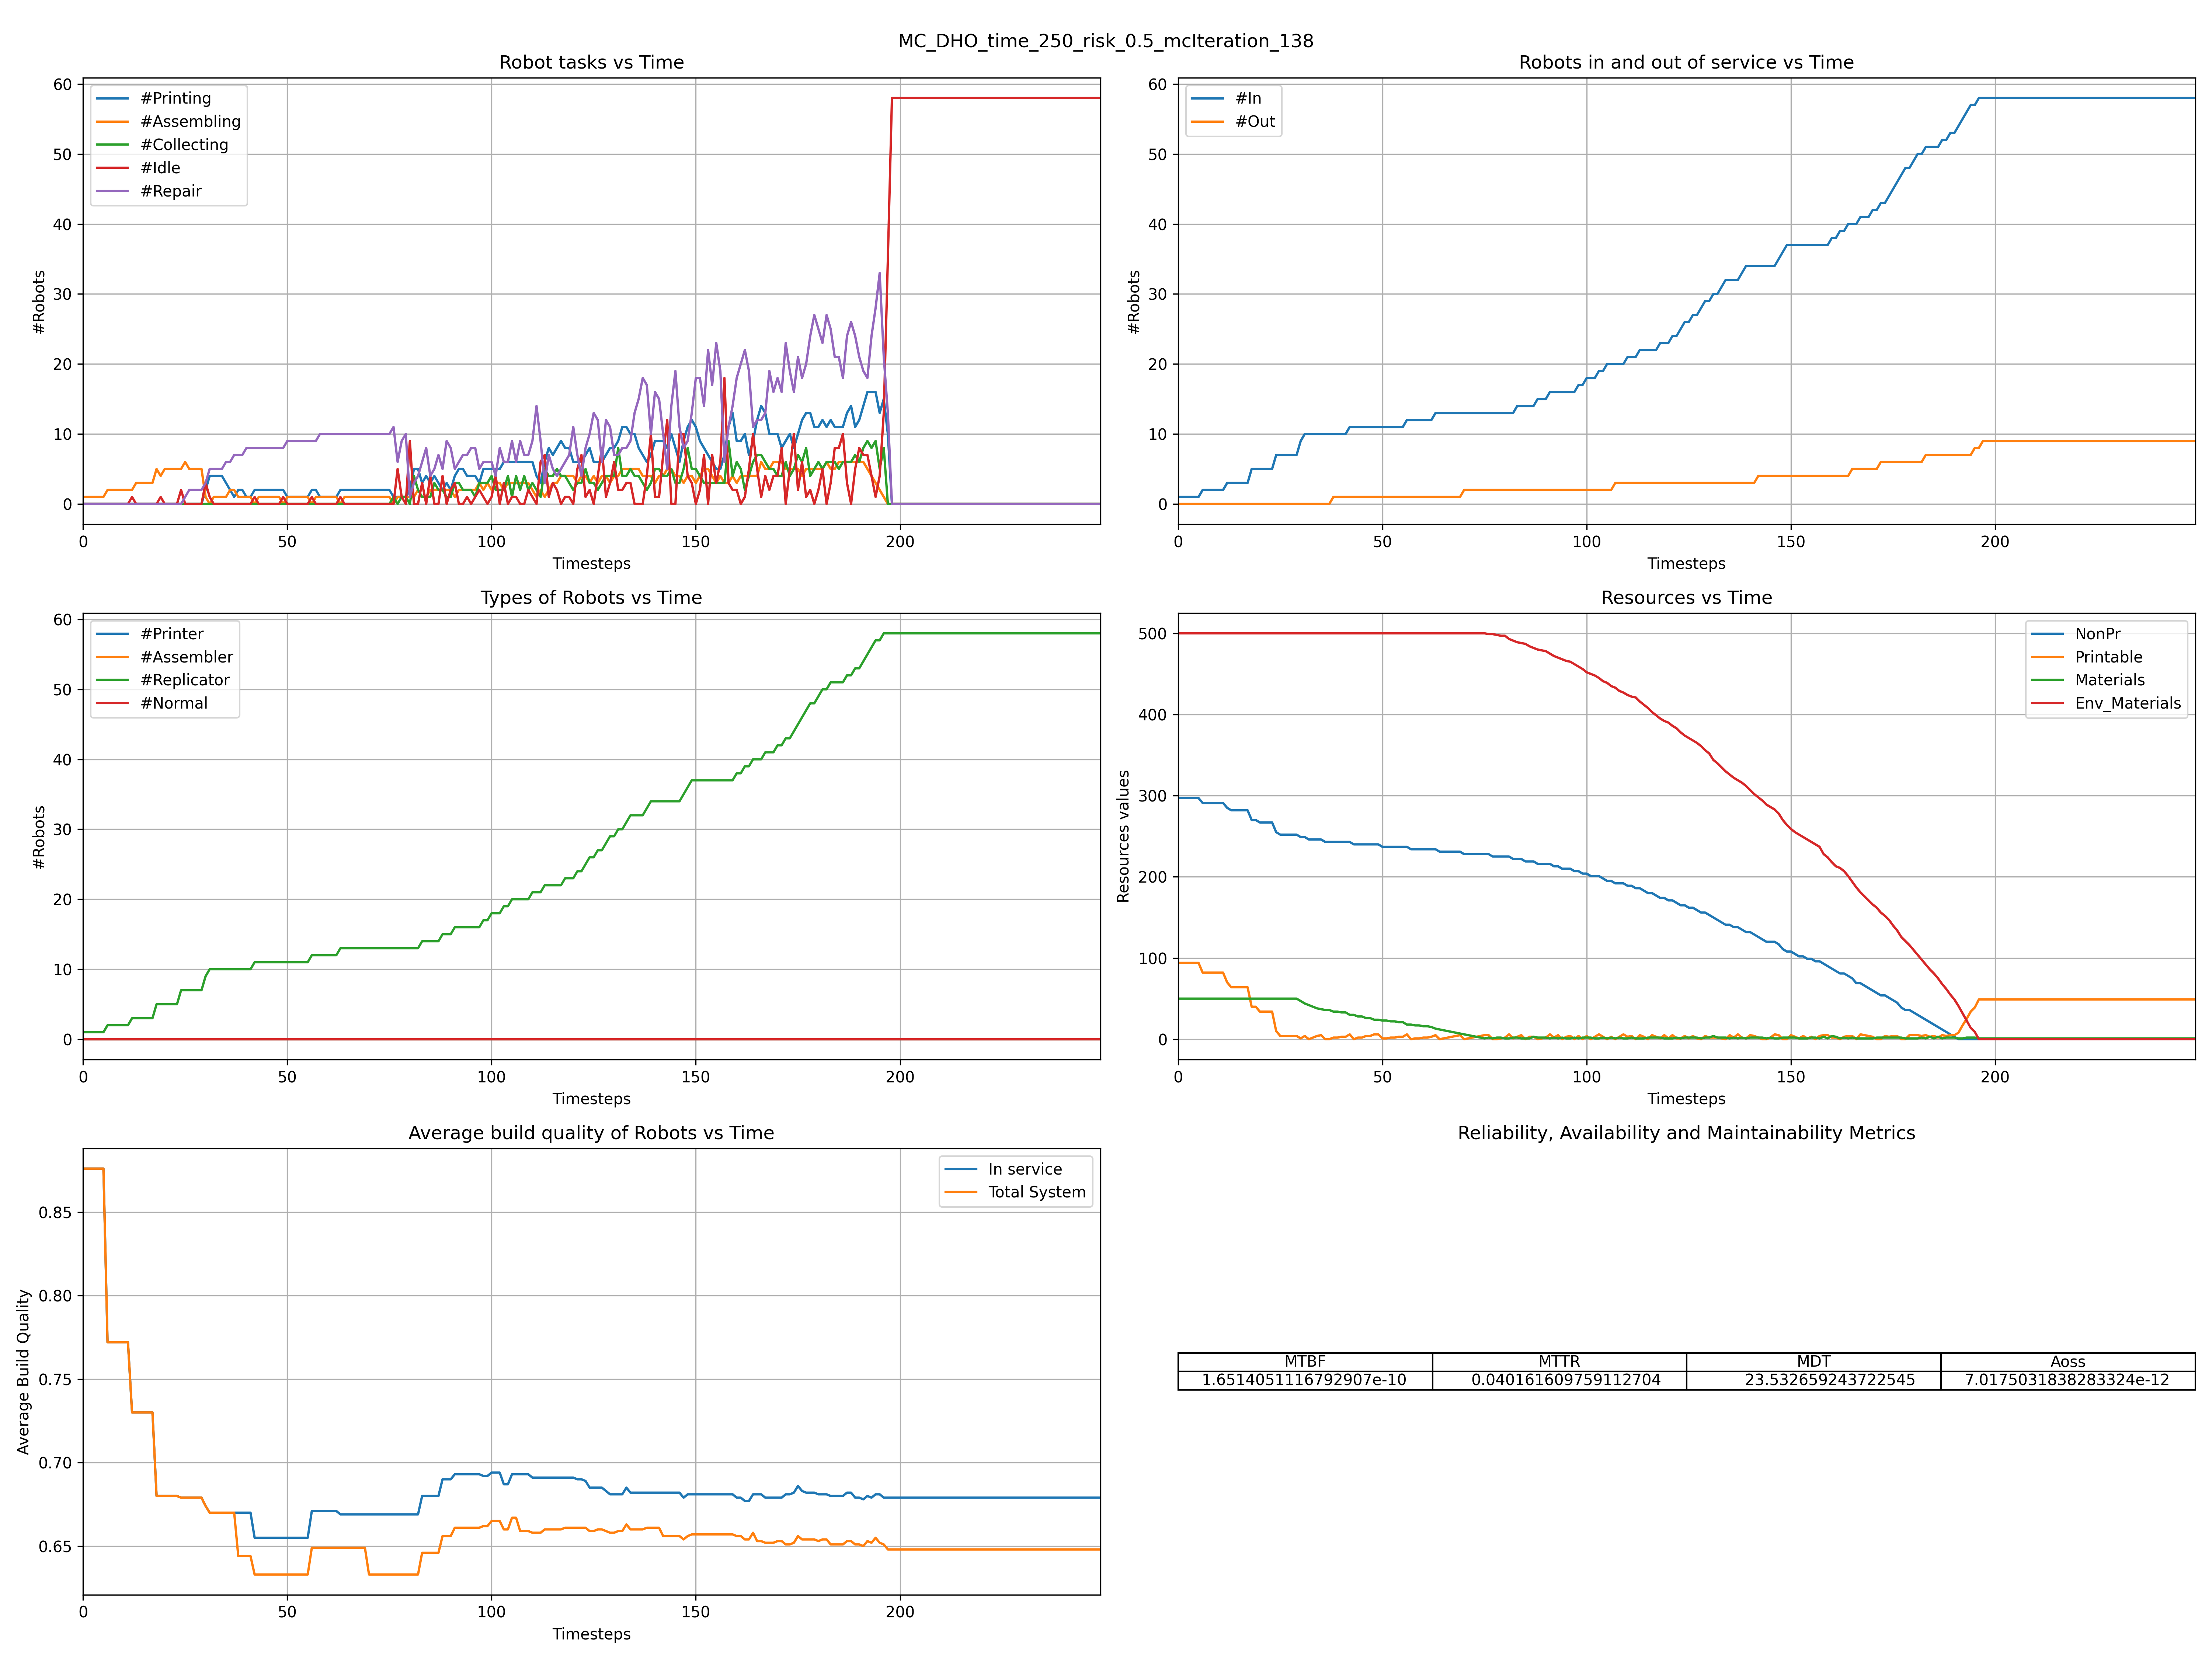 MC_DHO_time_250_risk_0.5_mcIteration_138
Robot tasks vs Time
#Robots
60
50
40
30
20
10
0
#Printing
#Assembling
#Collecting
#Idle
#Repair
0 50 100 150 200
Timesteps
Robots in and out of service vs Time
#Robots
60
50
40
30
20
10
0
#In
#Out
0 50 100 150 200
Timesteps
Types of Robots vs Time
#Robots
60
50
40
30
20
10
0
#Printer
#Assembler
#Replicator
#Normal
0 50 100 150 200
Timesteps
Resources vs Time
Resources values
500
400
300
200
100
0
NonPr
Printable
Materials
Env_Materials
0 50 100 150 200
Timesteps
Average build quality of Robots vs Time
Average Build Quality
0.85
0.80
0.75
0.70
0.65
In service
Total System
0 50 100 150 200
Timesteps
Reliability, Availability and Maintainability Metrics
MTBF MTTR MDT Aoss
1.6514051116792907e-10 0.040161609759112704 23.532659243722545 7.0175031838283324e-12